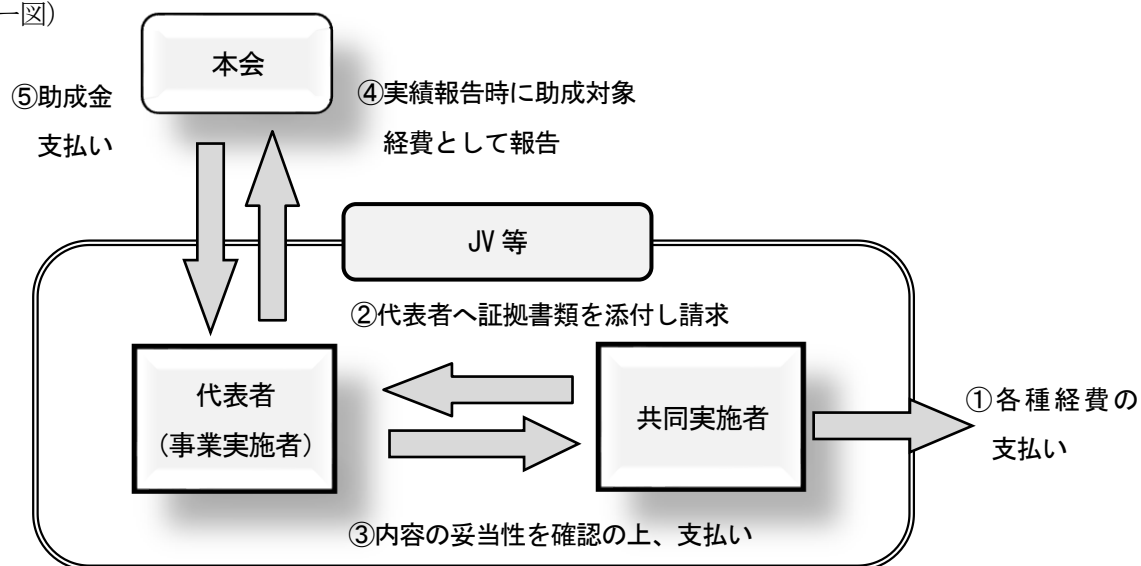 ー図)
本会
⑤助成金
支払い
④実績報告時に助成対象
経費として報告
JV 等
②代表者へ証拠書類を添付し請求
代表者
(事業実施者)
共同実施者
①各種経費の
支払い
③内容の妥当性を確認の上、支払い